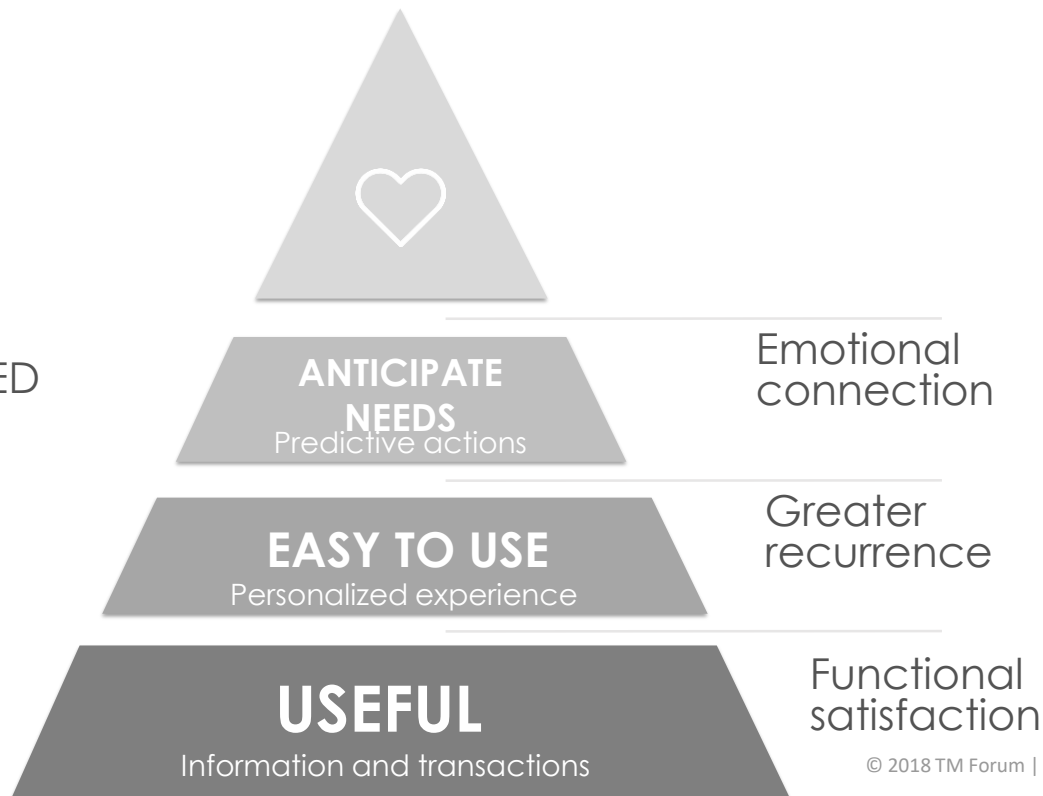 ED
ANTICIPATE
NEEDS
Predictive actions
Emotional
connection
EASY TO USE
Personalized experience
Greater
recurrence
USEFUL
Information and transactions
Functional
satisfaction
© 2018 TM Forum |